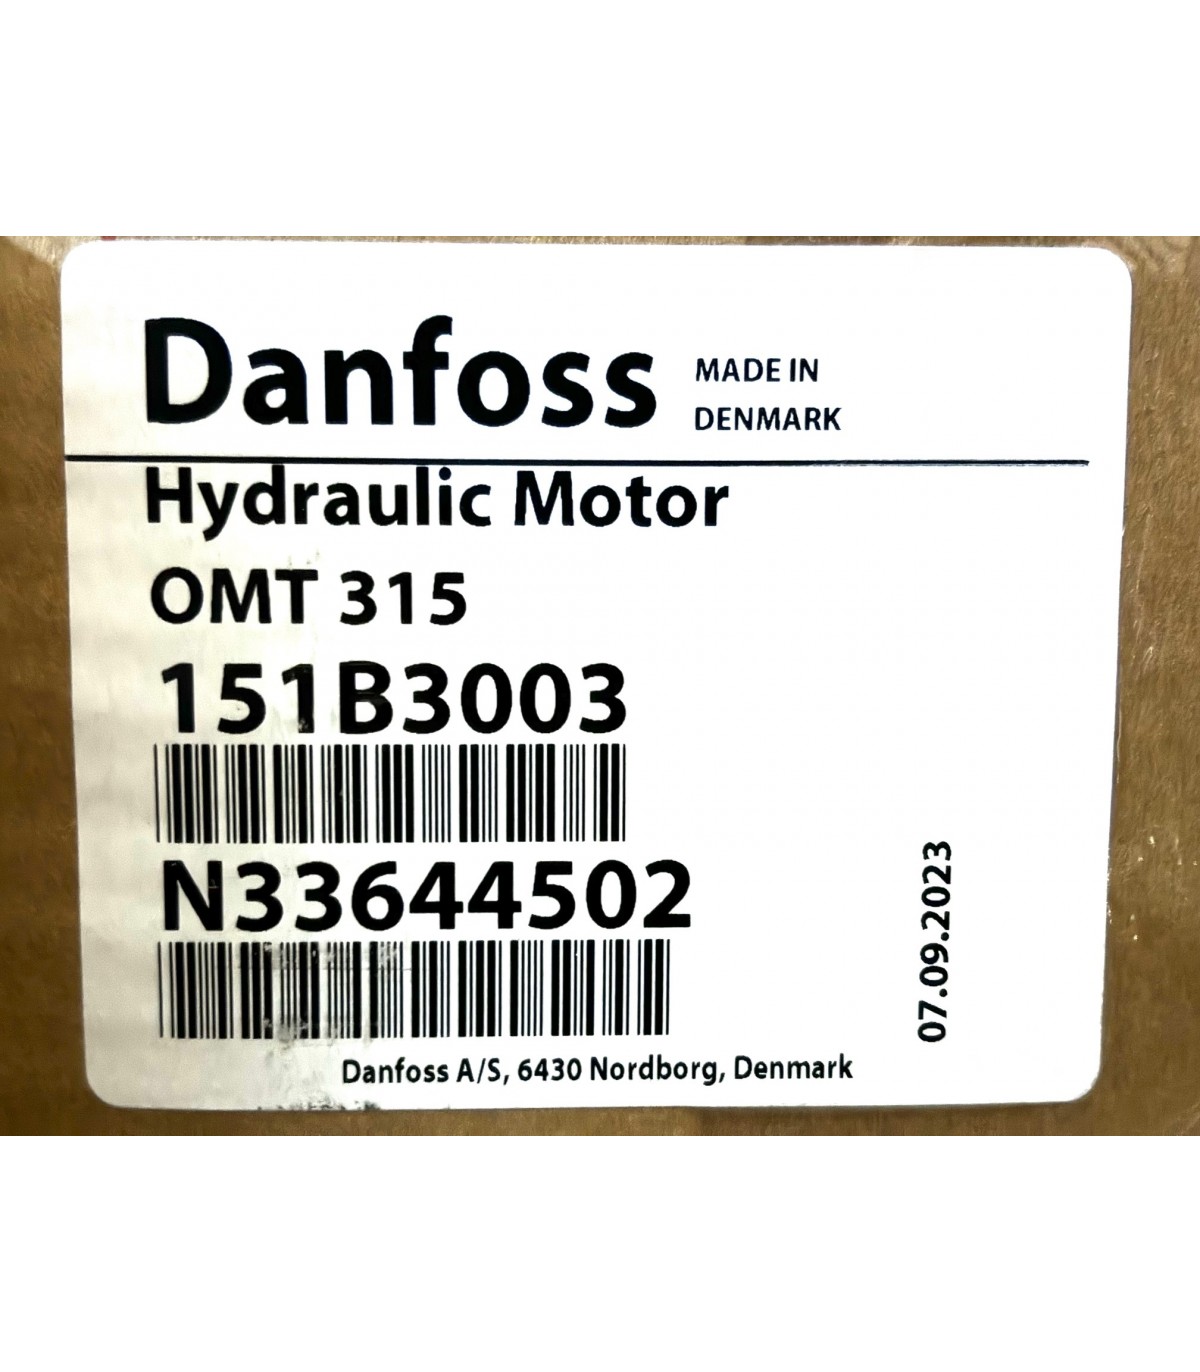 Danfoss
MADE IN
DENMARK
Hydraulic Motor
OMT 315
151B3003
N33644502
07.09.2023
Danfoss A/S, 6430 Nordborg, Denmark